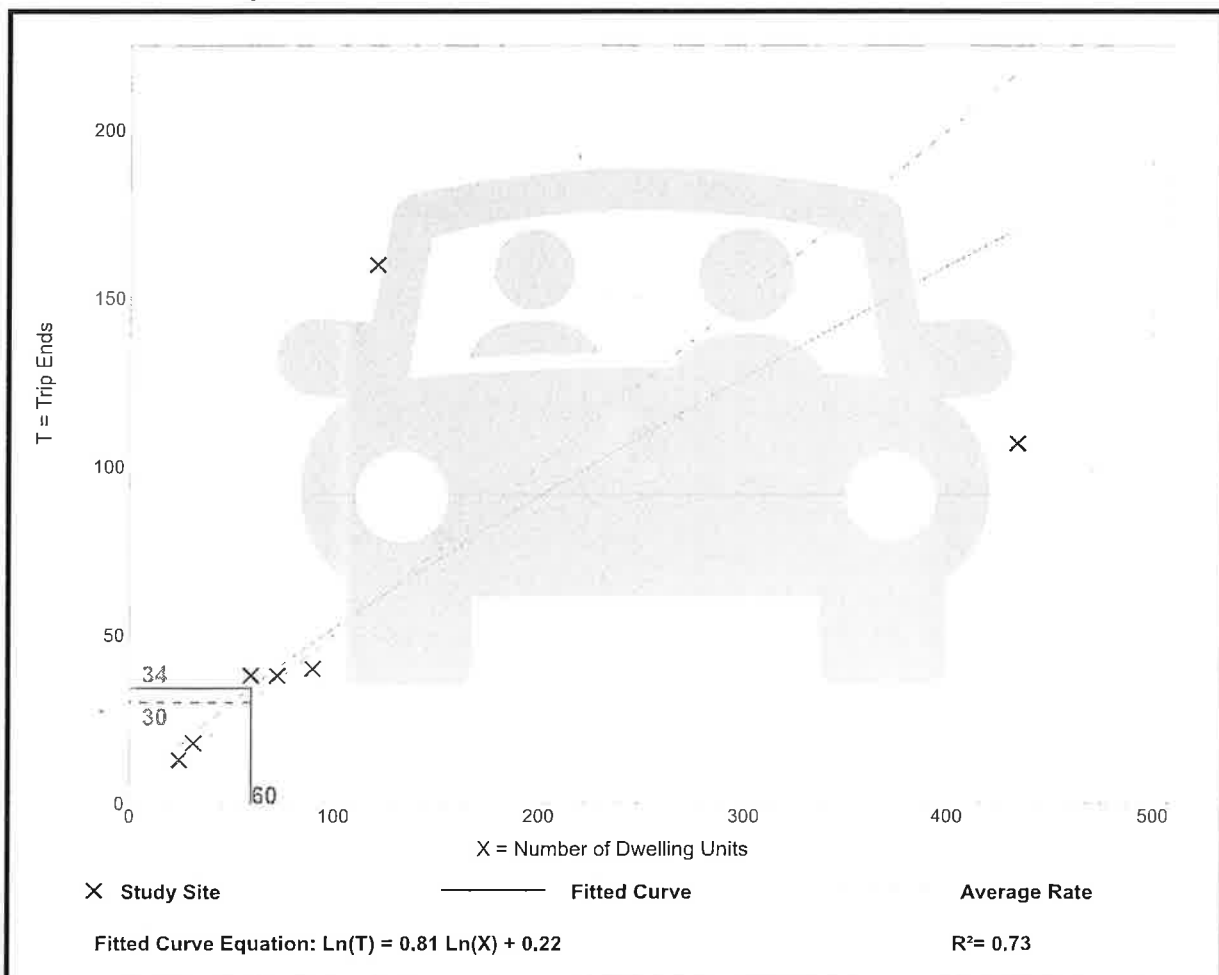 200
150
T = Trip Ends
100
50
34
30
60
0
0 100 200 300 400 500
X = Number of Dwelling Units
× Study Site Fitted Curve Average Rate
Fitted Curve Equation: Ln(T) = 0.81 Ln(X) + 0.22 R²= 0.73